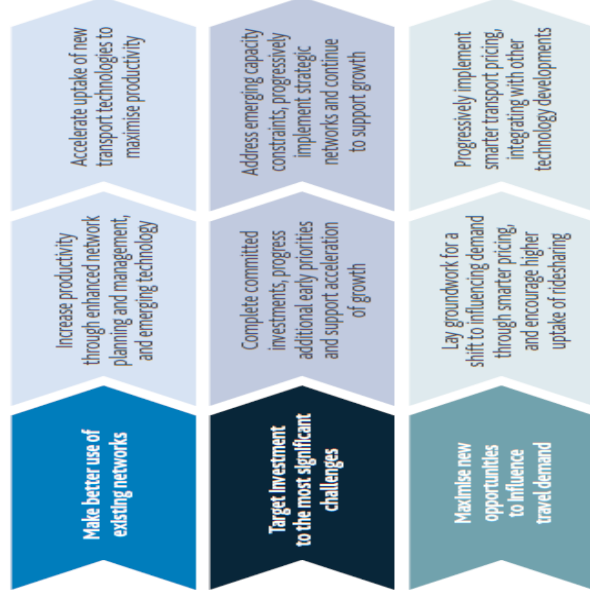 Make better use of
existing networks
Increase productivity
through enhanced network
planning and management,
and emerging technology
Accelerate uptake of new
transport technologies to
maximise productivity
Target Investment
to the most significant
challenges
Complete committed
investments, progress
additional early priorities
and support acceleration
of growth
Address emerging capacity
constraints, progressively
implement strategic
networks and continue
to support growth
Maximise new
opportunities
to influence
travel demand
Lay groundwork for a
shift to influencing demand
through smarter pricing,
and encourage higher
uptake of ridesharing
Progressively implement
smarter transport pricing,
integrating with other
technology developments